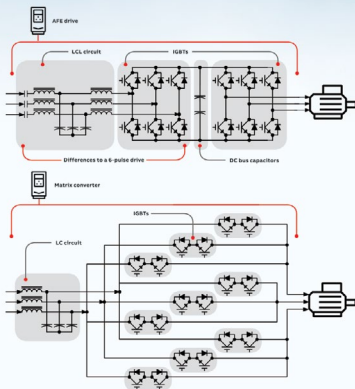 AFE drive
LCL circuit
IGBTs
Differences to a 6-pulse drive
DC bus capacitors
Matrix converter
IGBTs
LC circuit